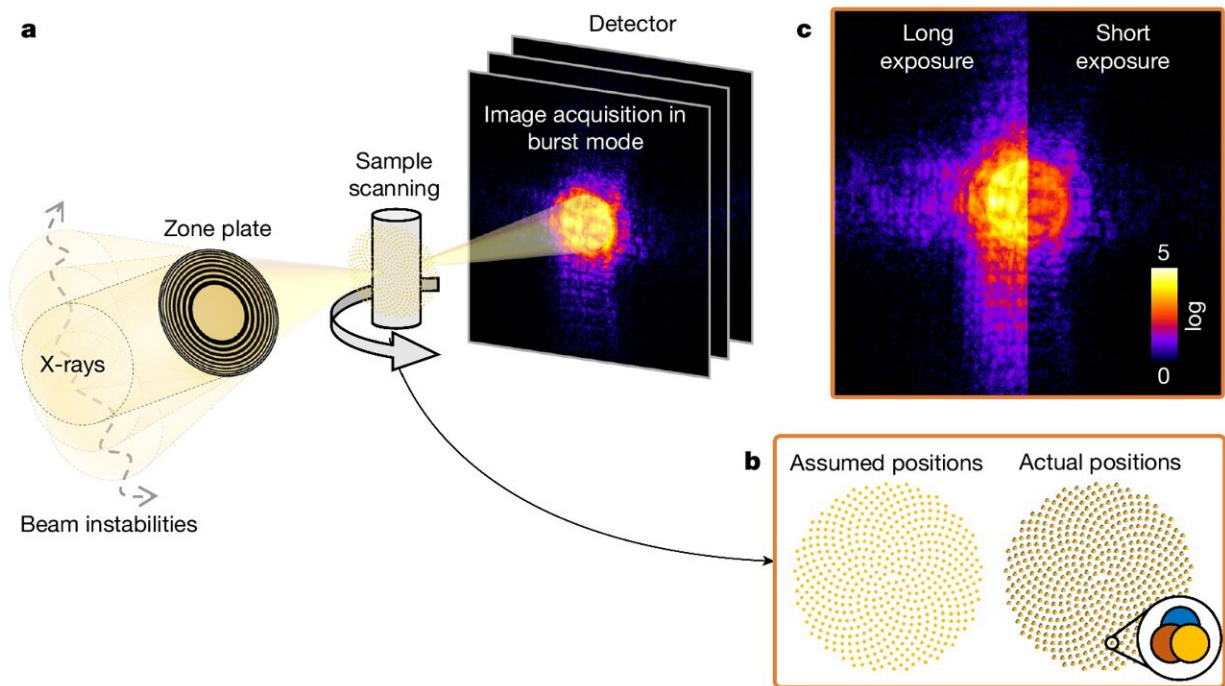 a
Detector
Image acquisition in
burst mode
Sample
scanning
Zone plate
X-rays
Beam instabilities
c
Long
exposure
Short
exposure
5
log
0
b
Assumed positions
Actual positions